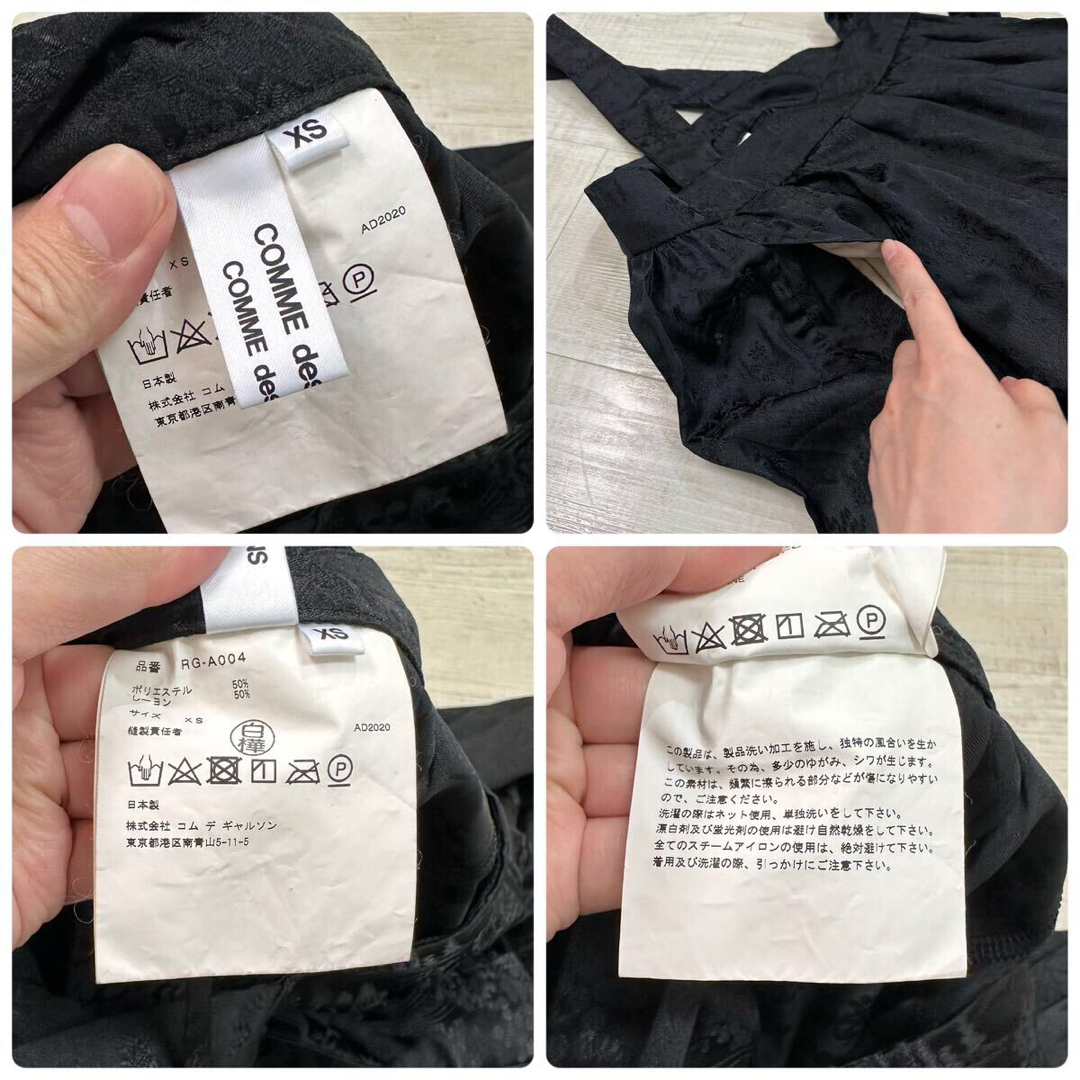 XS
COMME des
COMME des
AD2020
XS
責任者
P
日本製
株式会社 コム
東京都港区南青
NS
XS
品番 RG-A004
ポリエステル 50%
レーヨン 50%
サイズ XS
縫製責任者 白樺
AD2020
P
日本製
株式会社 コム デ ギャルソン
東京都港区南青山5-11-5
NE
P
この製品は、製品洗い加工を施し、独特の風合いを生か
しています。その為、多少のゆがみ、シワが生じます。
この素材は、頻繁に擦られる部分などが傷になりやすい
ので、ご注意ください。
洗濯の際はネット使用、単独洗いをして下さい。
漂白剤及び蛍光剤の使用は避け自然乾燥をして下さい。
全てのスチームアイロンの使用は、絶対避けて下さい。
着用及び洗濯の際、引っかけにご注意下さい。